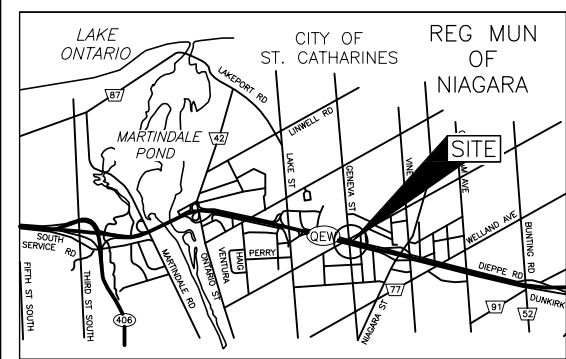 LAKE
ONTARIO
CITY OF
ST. CATHARINES
REG MUN
OF
NIAGARA
87
LAKEPORT RD
42
LINWELL RD
MARTINDALE
POND
LAKE ST
GENEVA ST
VINE
SITE
AVE
WELLAND AVE
BUNTING RD
QEW
SOUTH
SERVICE RD
FIFTH ST SOUTH
THIRD ST SOUTH
406
MARTINDALE RD
ONTARIO ST
VENTURA
HAIG
PERRY
NIAGARA ST
77
DIEPPE RD
91
52
DUNKIRK